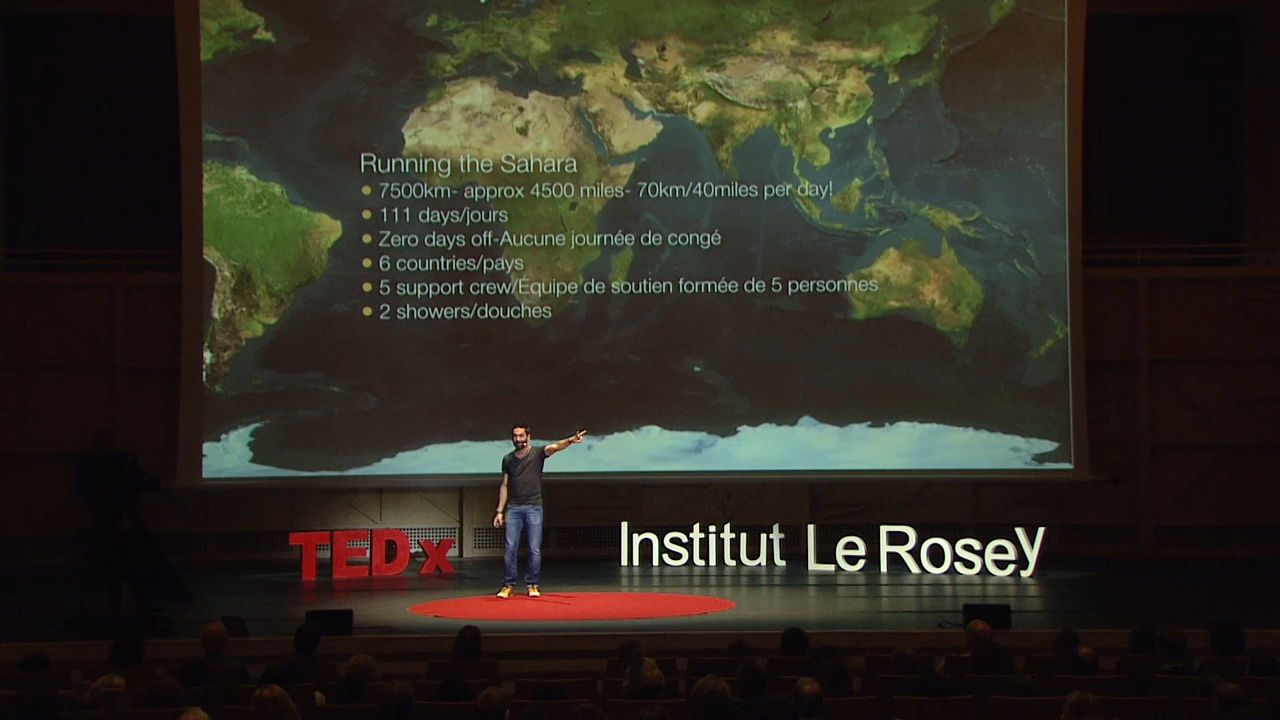 Running the Sahara
• 7500km- approx 4500 miles- 70km/40miles per day!
• 111 days/jours
• Zero days off-Aucune journée de congé
• 6 countries/pays
• 5 support crew/Équipe de soutien formée de 5 personnes
• 2 showers/douches
TEDx Institut Le Rosey